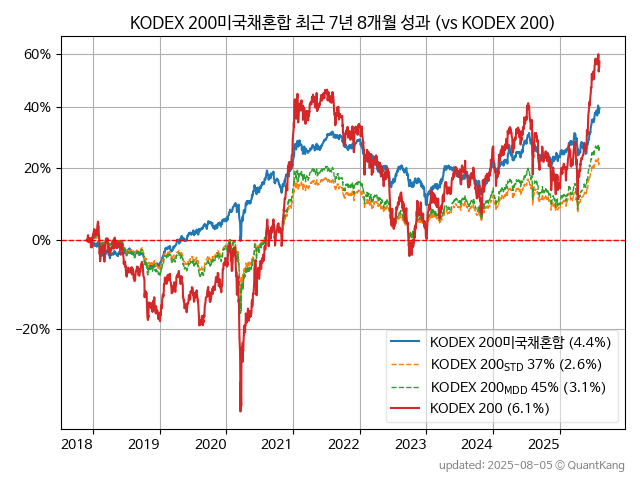 KODEX 200미국채혼합 최근 7년 8개월 성과 (vs KODEX 200)
60%
40%
20%
0%
−20%
KODEX 200미국채혼합 (4.4%)
KODEX 200STD 37% (2.6%)
KODEX 200MDD 45% (3.1%)
KODEX 200 (6.1%)
2018 2019 2020 2021 2022 2023 2024 2025
updated: 2025-08-05 © QuantKang